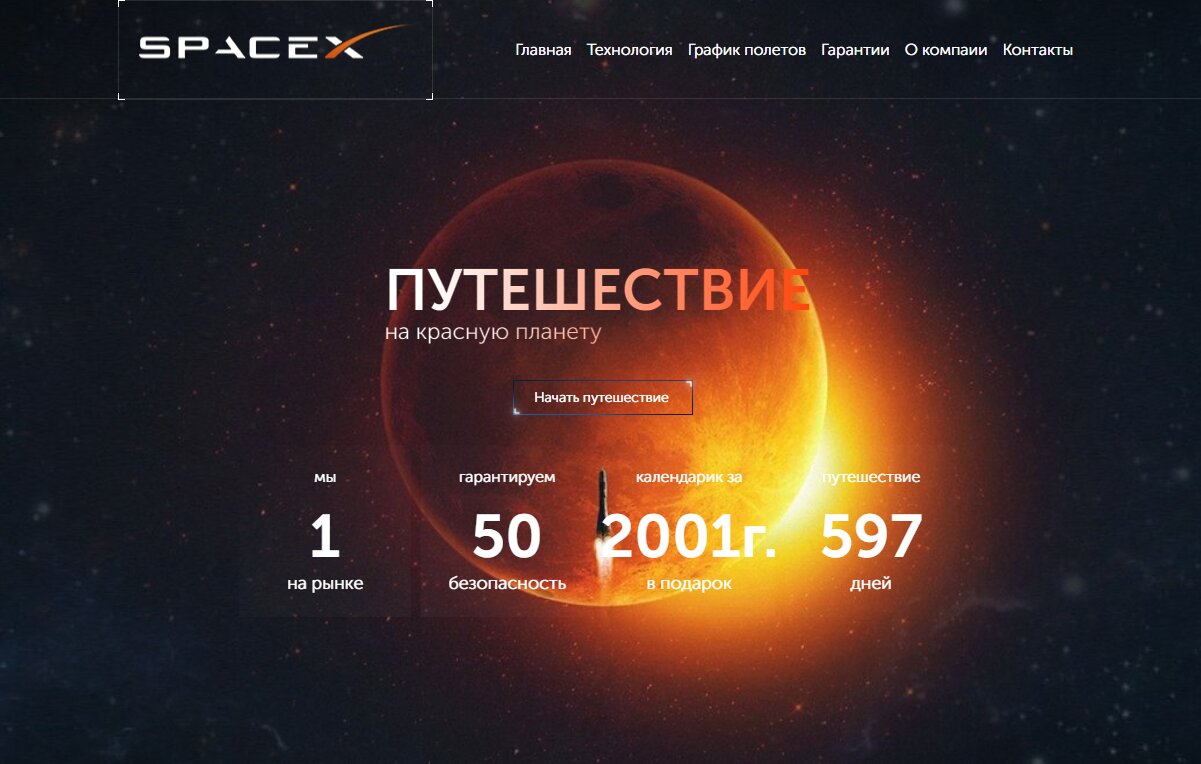 SPACEX
Главная Технология График полетов Гарантии О компаии Контакты
ПУТЕШЕСТВИЕ
на красную планету
Начать путешествие
мы
1
на рынке
гарантируем
50
безопасность
календарик за
2001г.
в подарок
путешествие
597
дней